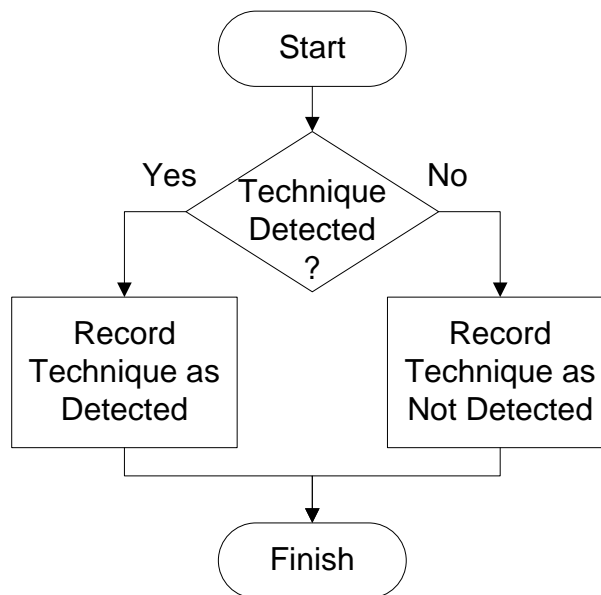 Start
Yes
No
Technique
Detected
?
Record
Technique as
Detected
Record
Technique as
Not Detected
Finish